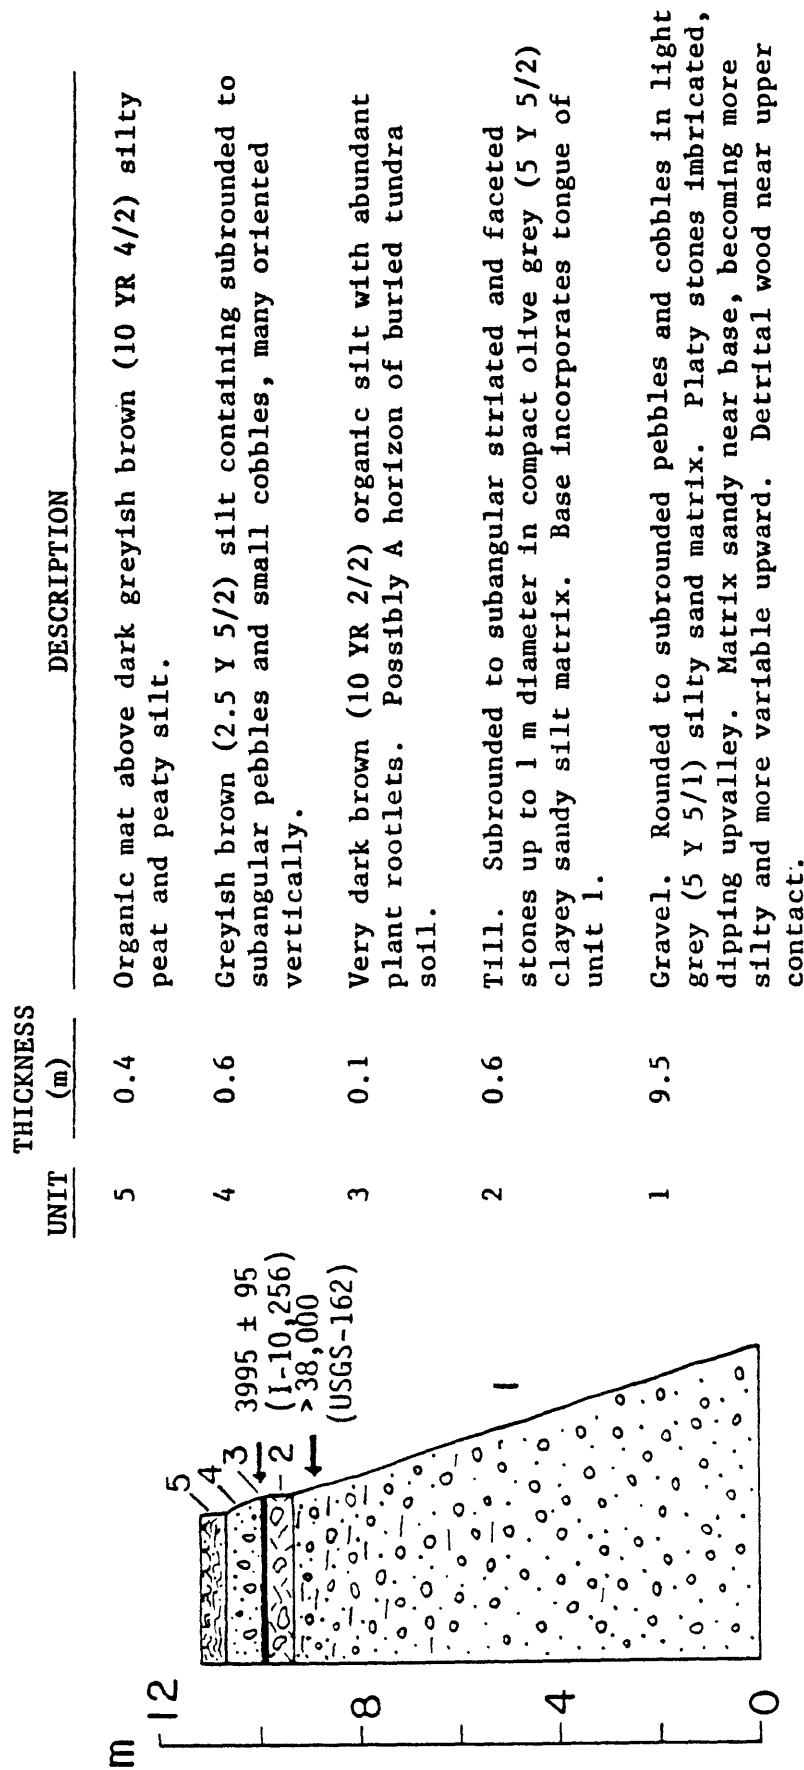 UNIT
THICKNESS
(m)
DESCRIPTION
5
0.4
Organic mat above dark greyish brown (10 YR 4/2) silty
peat and peaty silt.
4
0.6
Greyish brown (2.5 Y 5/2) silt containing subrounded to
subangular pebbles and small cobbles, many oriented
vertically.
3
0.1
Very dark brown (10 YR 2/2) organic silt with abundant
plant rootlets. Possibly A horizon of buried tundra
soil.
2
0.6
Till. Subrounded to subangular striated and faceted
stones up to 1 m diameter in compact olive grey (5 Y 5/2)
clayey sandy silt matrix. Base incorporates tongue of
unit 1.
1
9.5
Gravel. Rounded to subrounded pebbles and cobbles in light
grey (5 Y 5/1) silty sand matrix. Platy stones imbricated,
dipping upvalley. Matrix sandy near base, becoming more
silty and more variable upward. Detrital wood near upper
contact.
m
12
8
4
0
5
4
3
2
1
3995 ± 95
(I-10,256)
>38,000
(USGS-162)